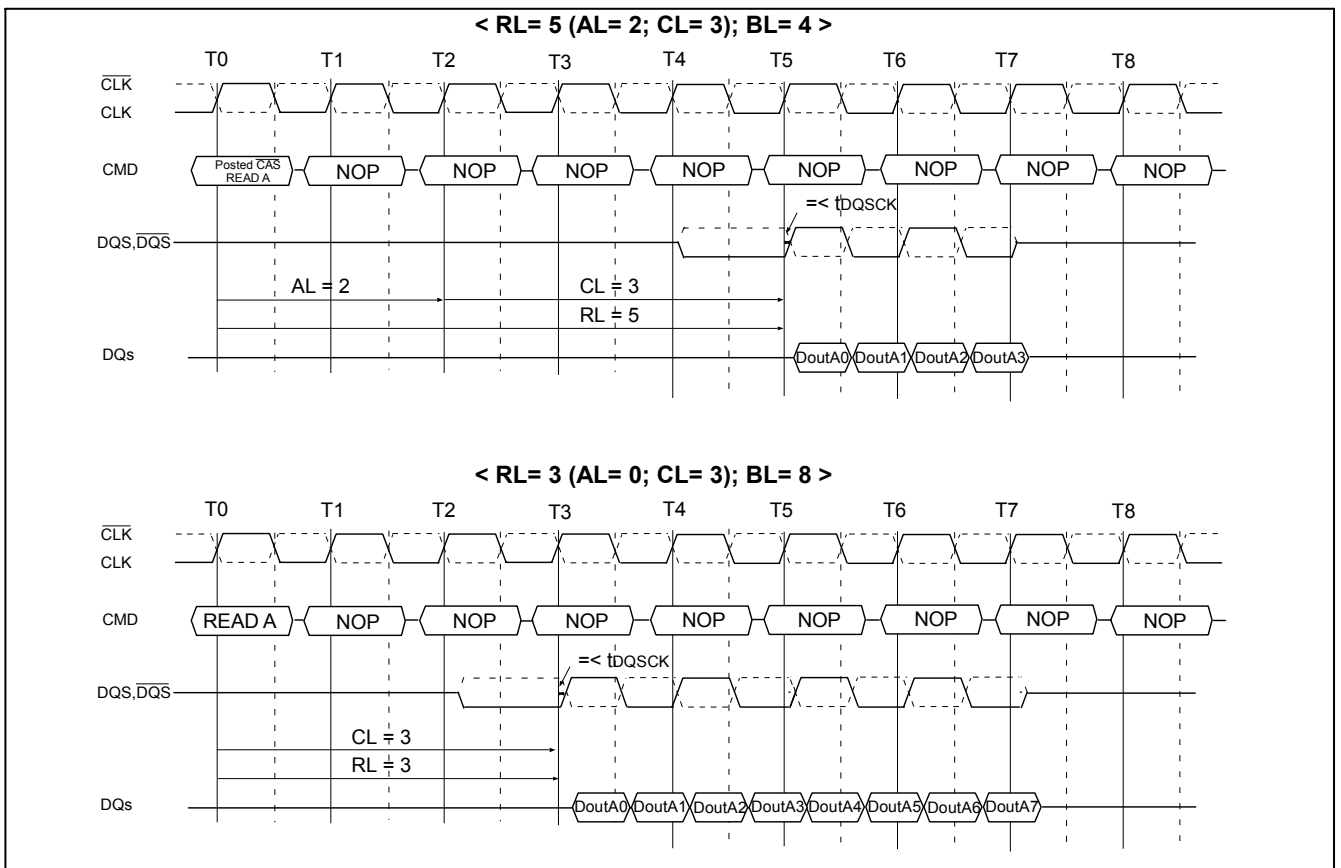 < RL= 5 (AL= 2; CL= 3); BL= 4 >
T0 T1 T2 T3 T4 T5 T6 T7 T8
CLK
CLK
CMD Posted CAS NOP NOP NOP NOP NOP NOP NOP NOP
READ A
=< tDQSCK
DQS,DQS
AL = 2 CL = 3
RL = 5
DQs DoutA0 DoutA1 DoutA2 DoutA3
< RL= 3 (AL= 0; CL= 3); BL= 8 >
T0 T1 T2 T3 T4 T5 T6 T7 T8
CLK
CLK
CMD READ A NOP NOP NOP NOP NOP NOP NOP NOP
=< tDQSCK
DQS,DQS
CL = 3
RL = 3
DQs DoutA0 DoutA1 DoutA2 DoutA3 DoutA4 DoutA5 DoutA6 DoutA7